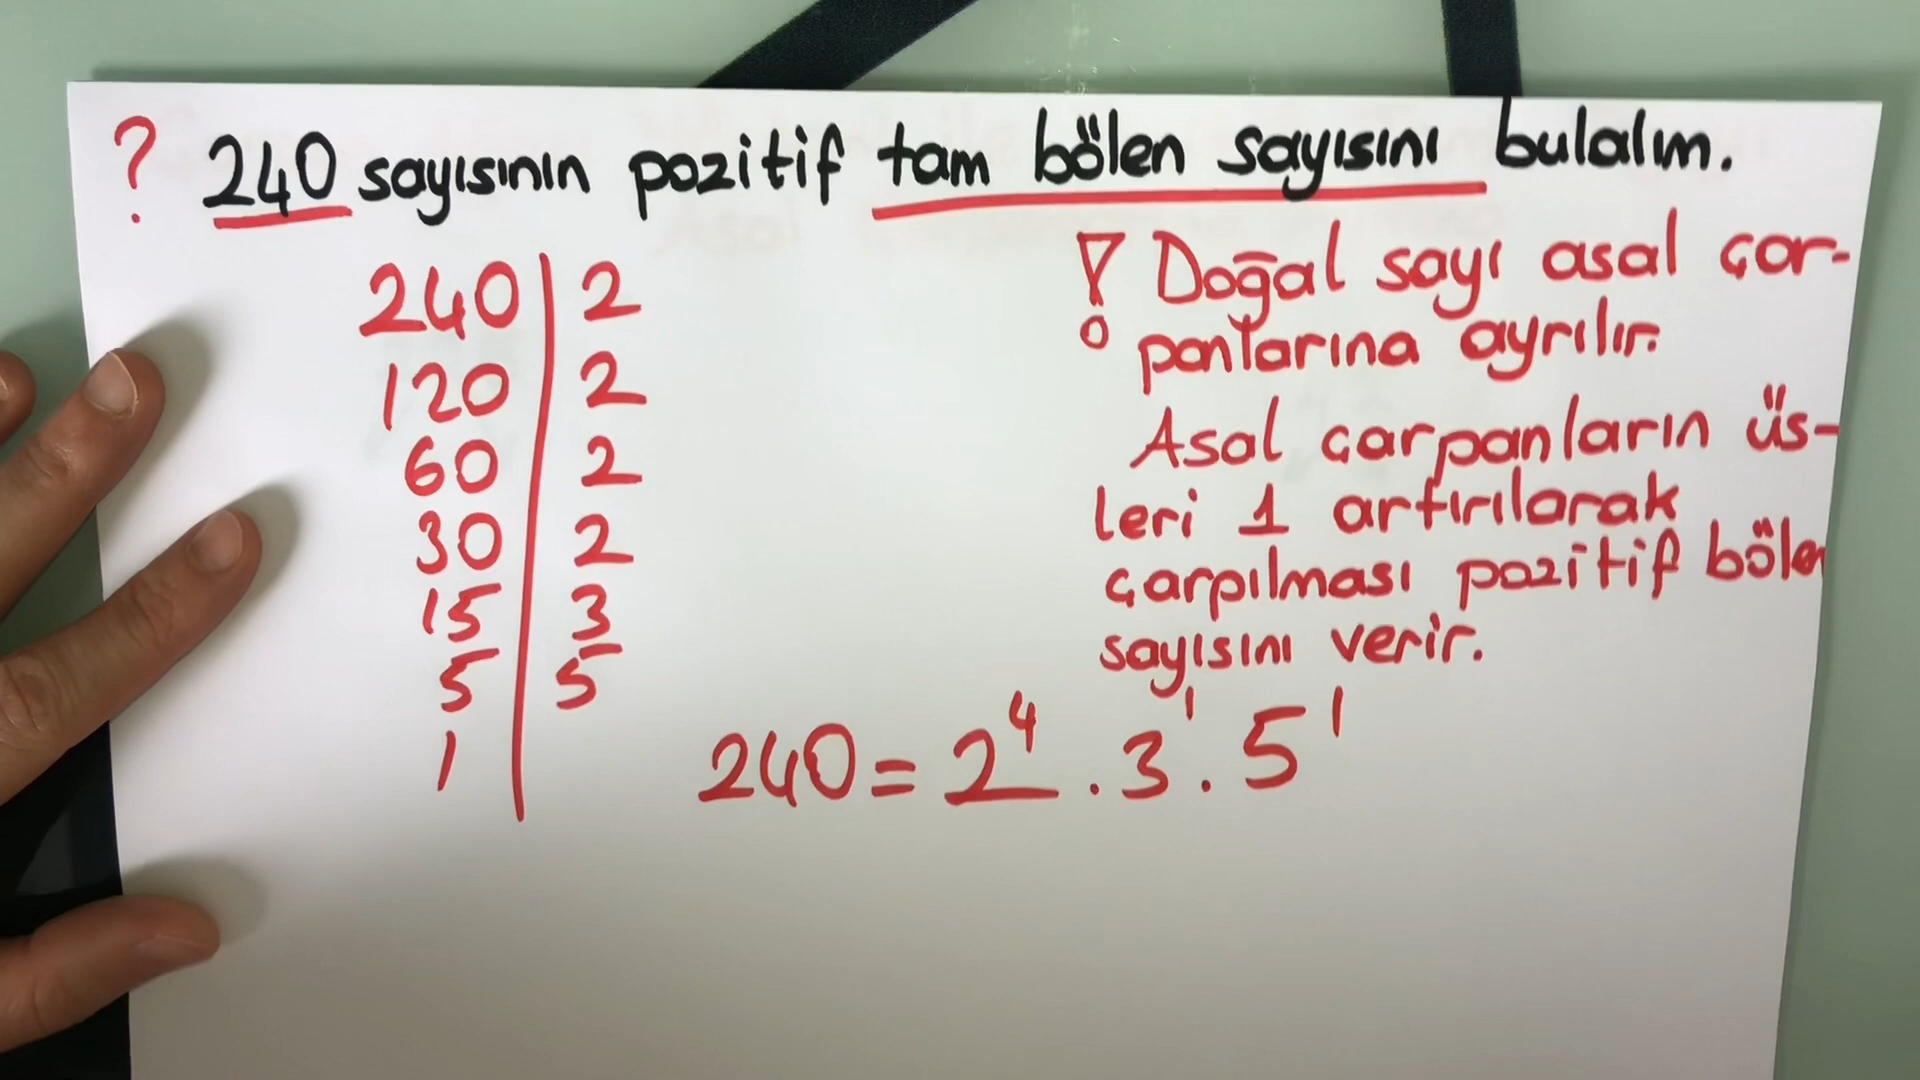 ? 240 sayısının pozitif tam bölen sayısını bulalım.
240 | 2
120 | 2
60 | 2
30 | 2
15 | 3
5 | 5
1 |
! Doğal sayı asal çar-
panlarına ayrılır.
Asal çarpanların üs-
leri 1 artırılarak
çarpılması pozitif bölen
sayısını verir.
240 = 2⁴ . 3¹ . 5¹